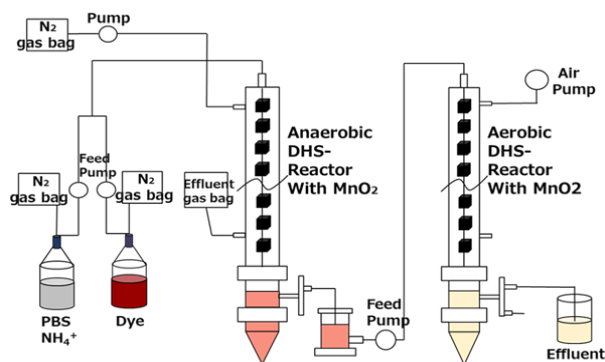 N₂
gas bag
Pump
Air
Pump
Anaerobic
DHS-
Reactor
With MnO₂
Aerobic
DHS-
Reactor
With MnO2
N₂
gas bag
Feed
Pump
N₂
gas bag
Effluent
gas bag
PBS
NH₄⁺
Dye
Feed
Pump
Effluent